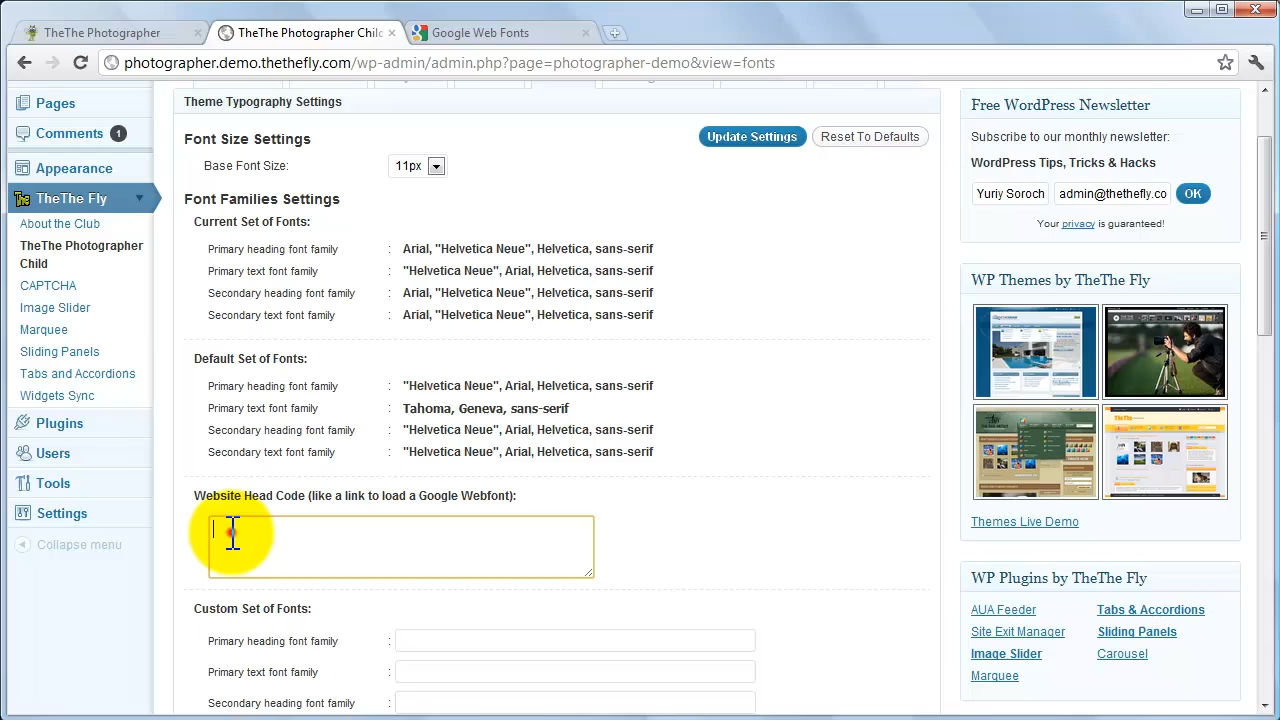 TheThe Photographer
TheThe Photographer Chil
Google Web Fonts
photographer.demo.thethefly.com/wp-admin/admin.php?page=photographer-demo&view=fonts
Pages
Comments 1
Appearance
TheThe Fly
About the Club
TheThe Photographer
Child
CAPTCHA
Image Slider
Marquee
Sliding Panels
Tabs and Accordions
Widgets Sync
Plugins
Users
Tools
Settings
Collapse menu
Theme Typography Settings
Font Size Settings
Update Settings
Reset To Defaults
Base Font Size: 11px
Font Families Settings
Current Set of Fonts:
Primary heading font family : Arial, "Helvetica Neue", Helvetica, sans-serif
Primary text font family : "Helvetica Neue", Arial, Helvetica, sans-serif
Secondary heading font family : Arial, "Helvetica Neue", Helvetica, sans-serif
Secondary text font family : Arial, "Helvetica Neue", Helvetica, sans-serif
Default Set of Fonts:
Primary heading font family : "Helvetica Neue", Arial, Helvetica, sans-serif
Primary text font family : Tahoma, Geneva, sans-serif
Secondary heading font family : "Helvetica Neue", Arial, Helvetica, sans-serif
Secondary text font family : "Helvetica Neue", Arial, Helvetica, sans-serif
Website Head Code (like a link to load a Google Webfont):
Custom Set of Fonts:
Primary heading font family :
Primary text font family :
Secondary heading font family :
Free WordPress Newsletter
Subscribe to our monthly newsletter:
WordPress Tips, Tricks & Hacks
Yuriy Soroch admin@thethefly.co OK
Your privacy is guaranteed!
WP Themes by TheThe Fly
Themes Live Demo
WP Plugins by TheThe Fly
AUA Feeder
Tabs & Accordions
Site Exit Manager
Sliding Panels
Image Slider
Carousel
Marquee